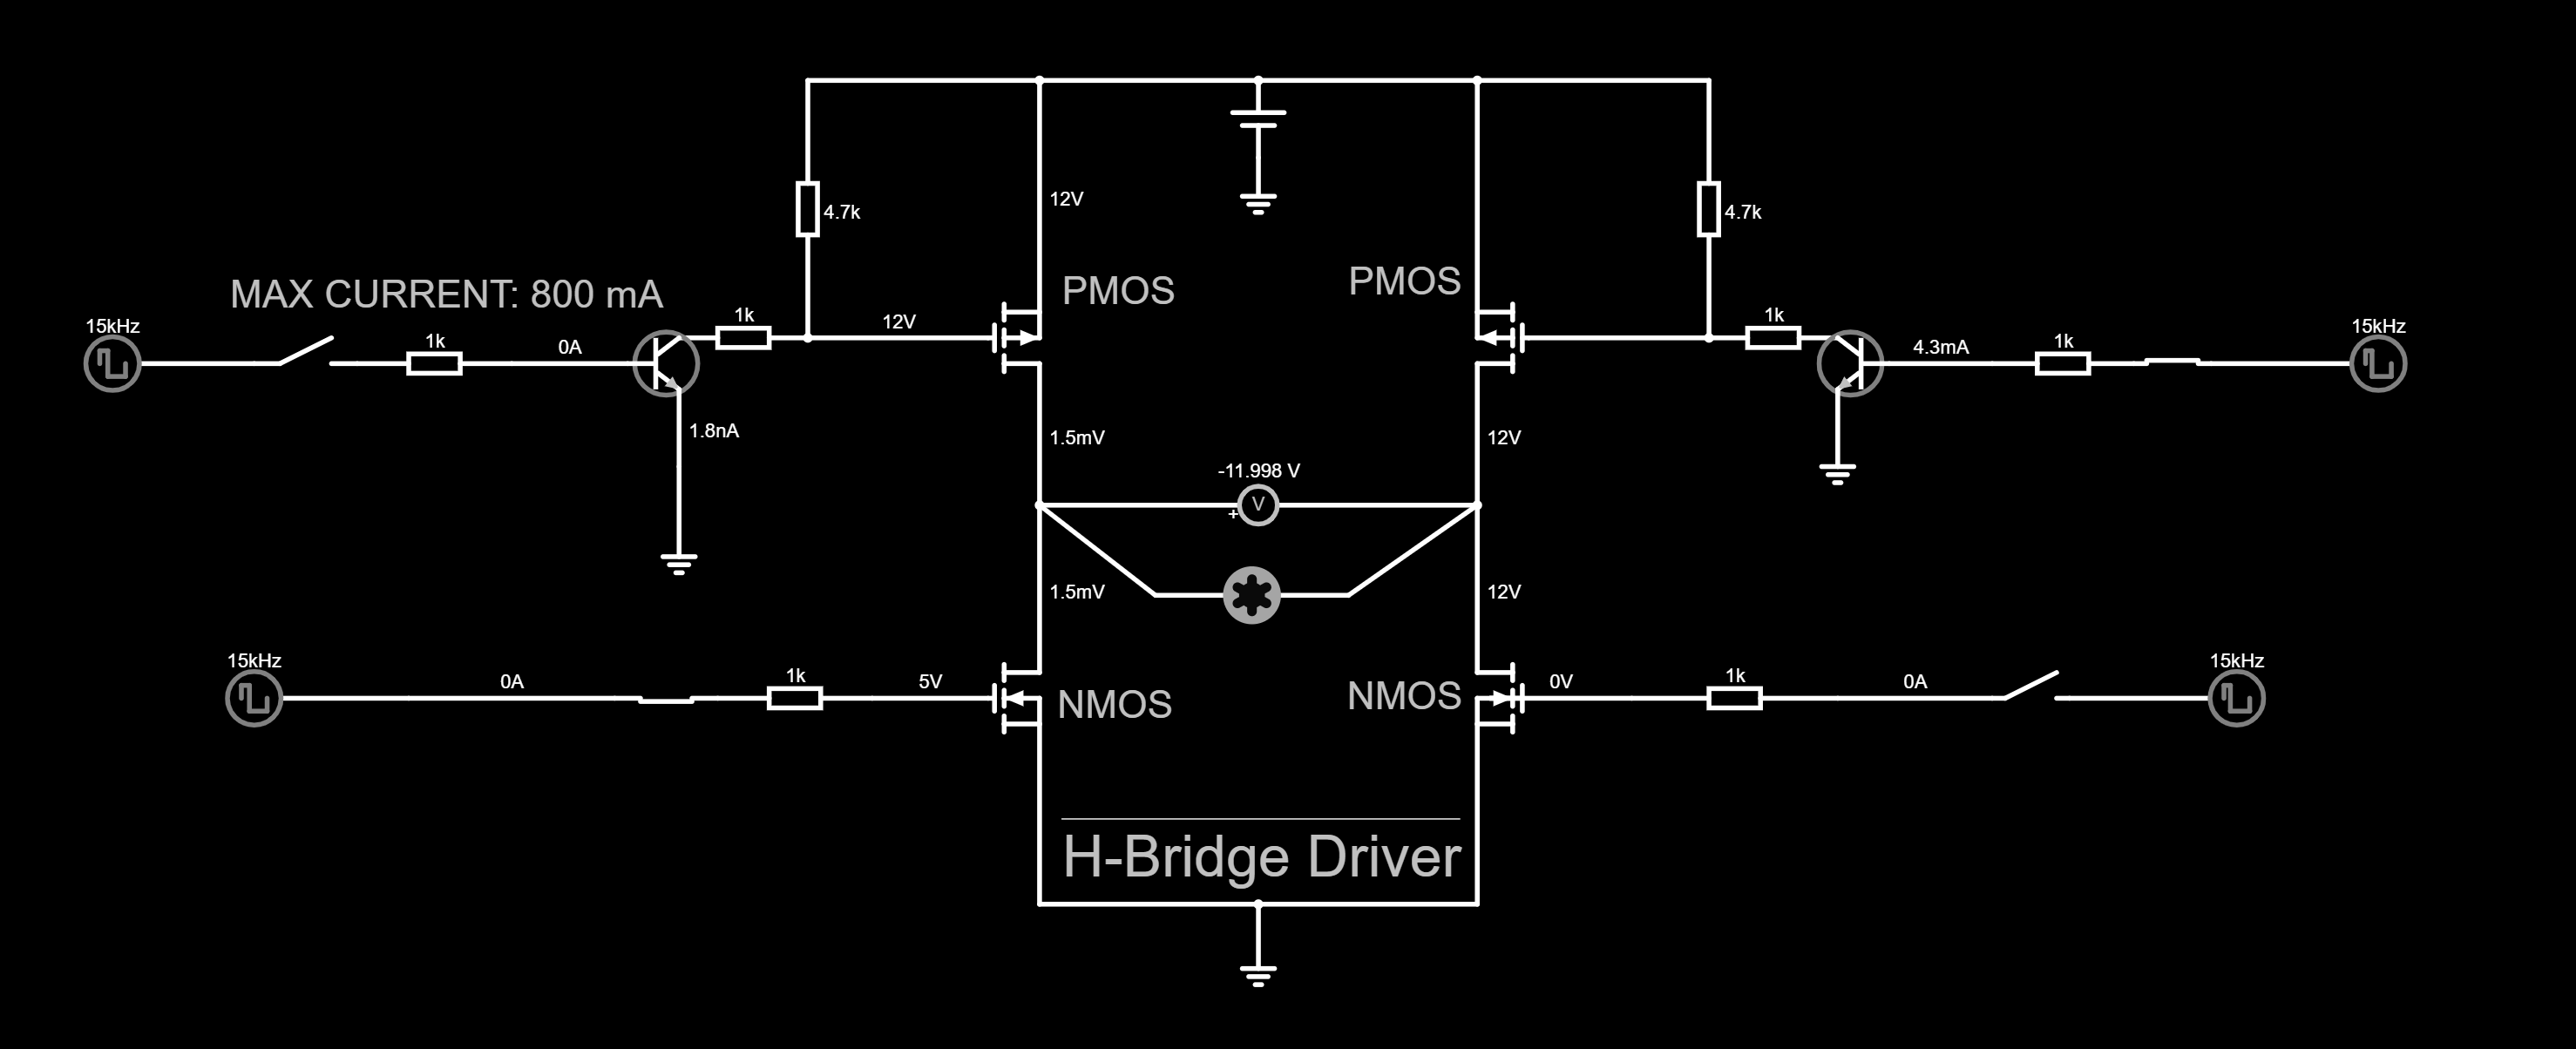 12V
4.7k
4.7k
PMOS
PMOS
MAX CURRENT: 800 mA
15kHz
1k
0A
1k
12V
1k
4.3mA
1k
15kHz
1.8nA
1.5mV
12V
-11.998 V
V
+
1.5mV
12V
15kHz
0A
1k
5V
NMOS
NMOS
0V
1k
0A
15kHz
H-Bridge Driver